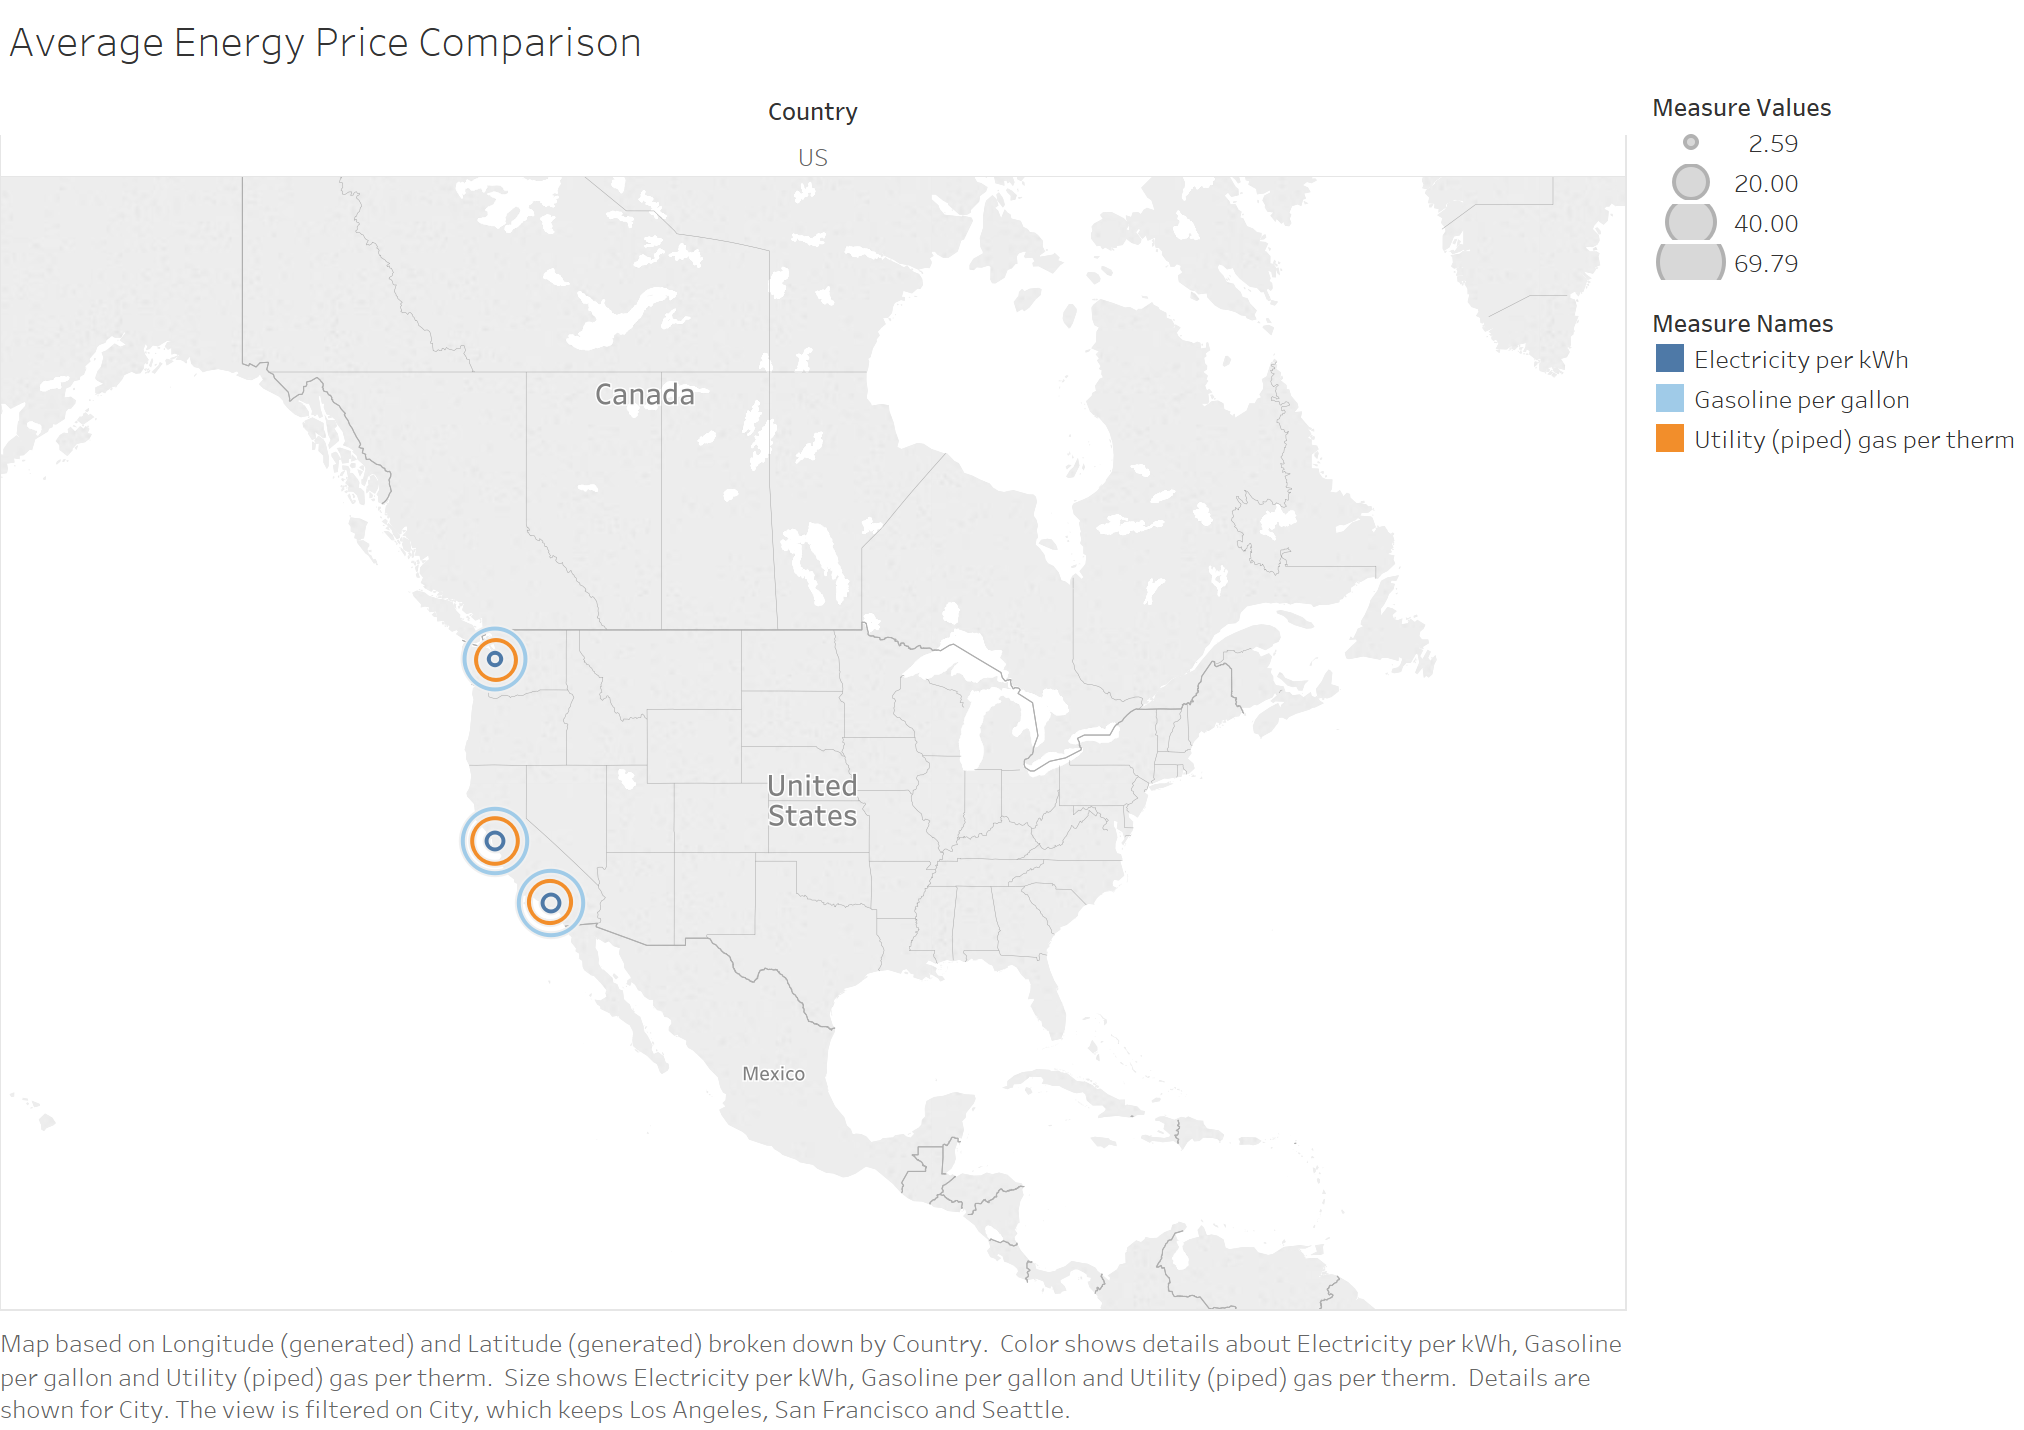 Average Energy Price Comparison
Country
US
Canada
United
States
Mexico
Measure Values
2.59
20.00
40.00
69.79
Measure Names
Electricity per kWh
Gasoline per gallon
Utility (piped) gas per therm
Map based on Longitude (generated) and Latitude (generated) broken down by Country.  Color shows details about Electricity per kWh, Gasoline
per gallon and Utility (piped) gas per therm.  Size shows Electricity per kWh, Gasoline per gallon and Utility (piped) gas per therm.  Details are
shown for City. The view is filtered on City, which keeps Los Angeles, San Francisco and Seattle.